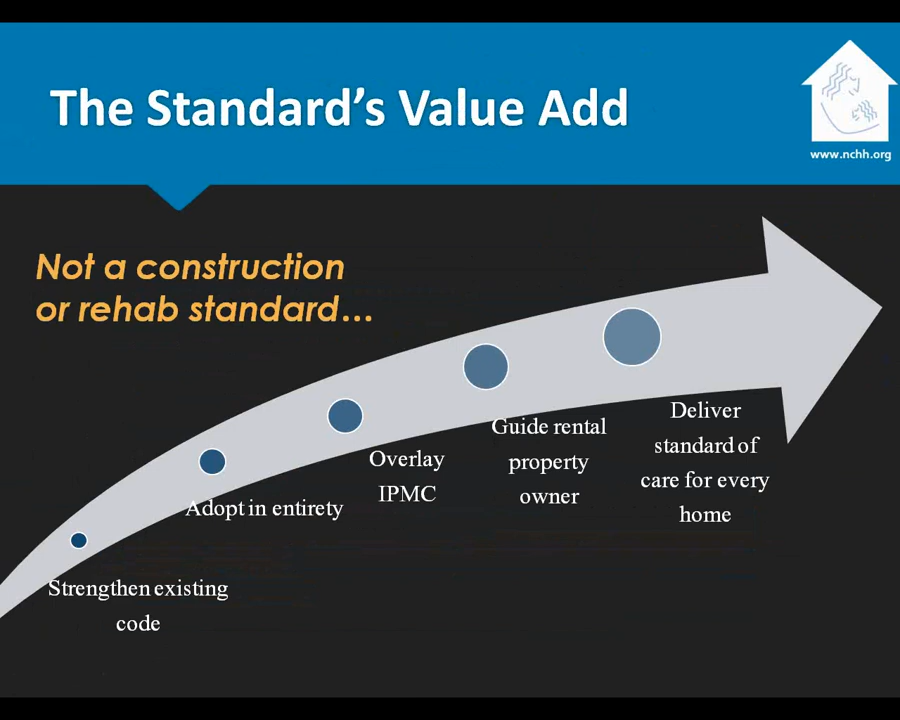 The Standard's Value Add
www.nchh.org
Not a construction
or rehab standard...
Strengthen existing
code
Adopt in entirety
Overlay
IPMC
Guide rental
property
owner
Deliver
standard of
care for every
home